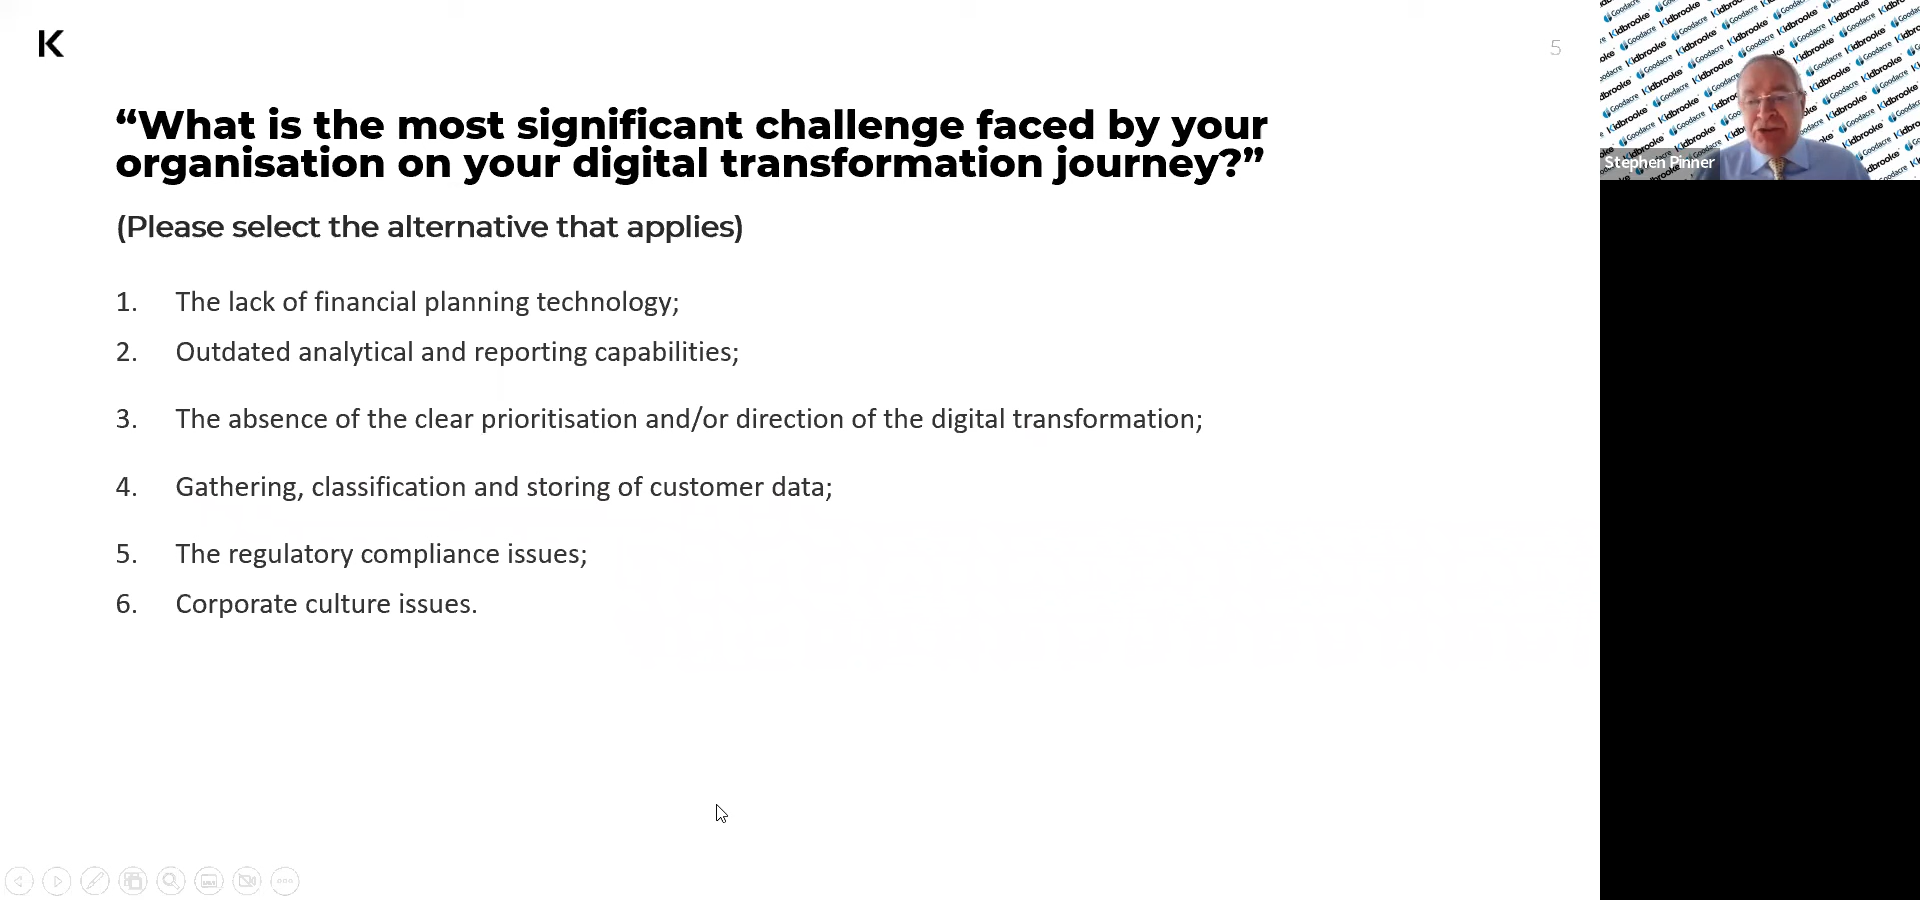 K
5
“What is the most significant challenge faced by your
organisation on your digital transformation journey?”
(Please select the alternative that applies)
1. The lack of financial planning technology;
2. Outdated analytical and reporting capabilities;
3. The absence of the clear prioritisation and/or direction of the digital transformation;
4. Gathering, classification and storing of customer data;
5. The regulatory compliance issues;
6. Corporate culture issues.
Kidbrooke Goodacre
Stephen Pinner